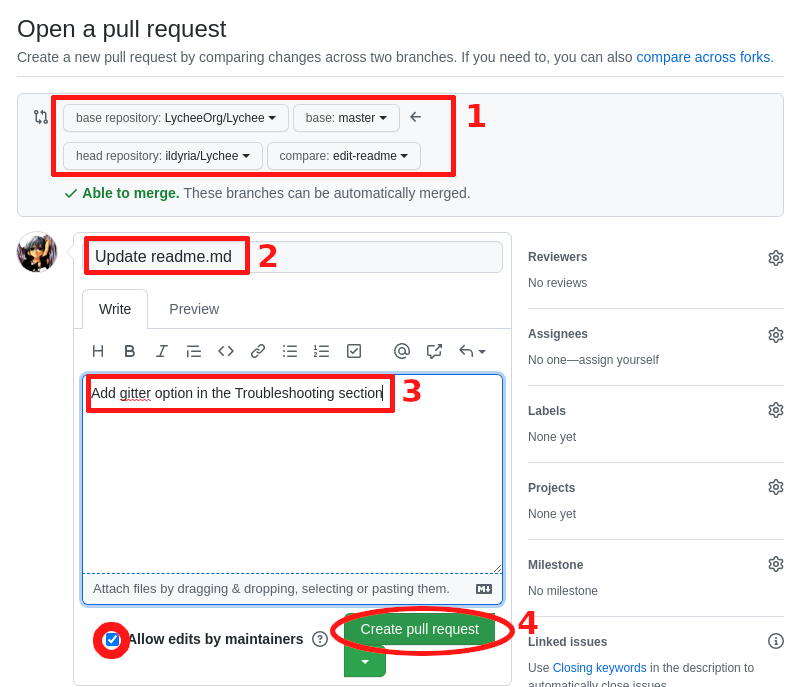 Open a pull request
Create a new pull request by comparing changes across two branches. If you need to, you can also compare across forks.
base repository: LycheeOrg/Lychee base: master 1
head repository: ildyria/Lychee compare: edit-readme
Able to merge. These branches can be automatically merged.
Update readme.md 2
Write Preview
Add gitter option in the Troubleshooting section 3
Attach files by dragging & dropping, selecting or pasting them.
Allow edits by maintainers Create pull request 4
Reviewers
No reviews
Assignees
No one—assign yourself
Labels
None yet
Projects
None yet
Milestone
No milestone
Linked issues
Use Closing keywords in the description to
automatically close issues